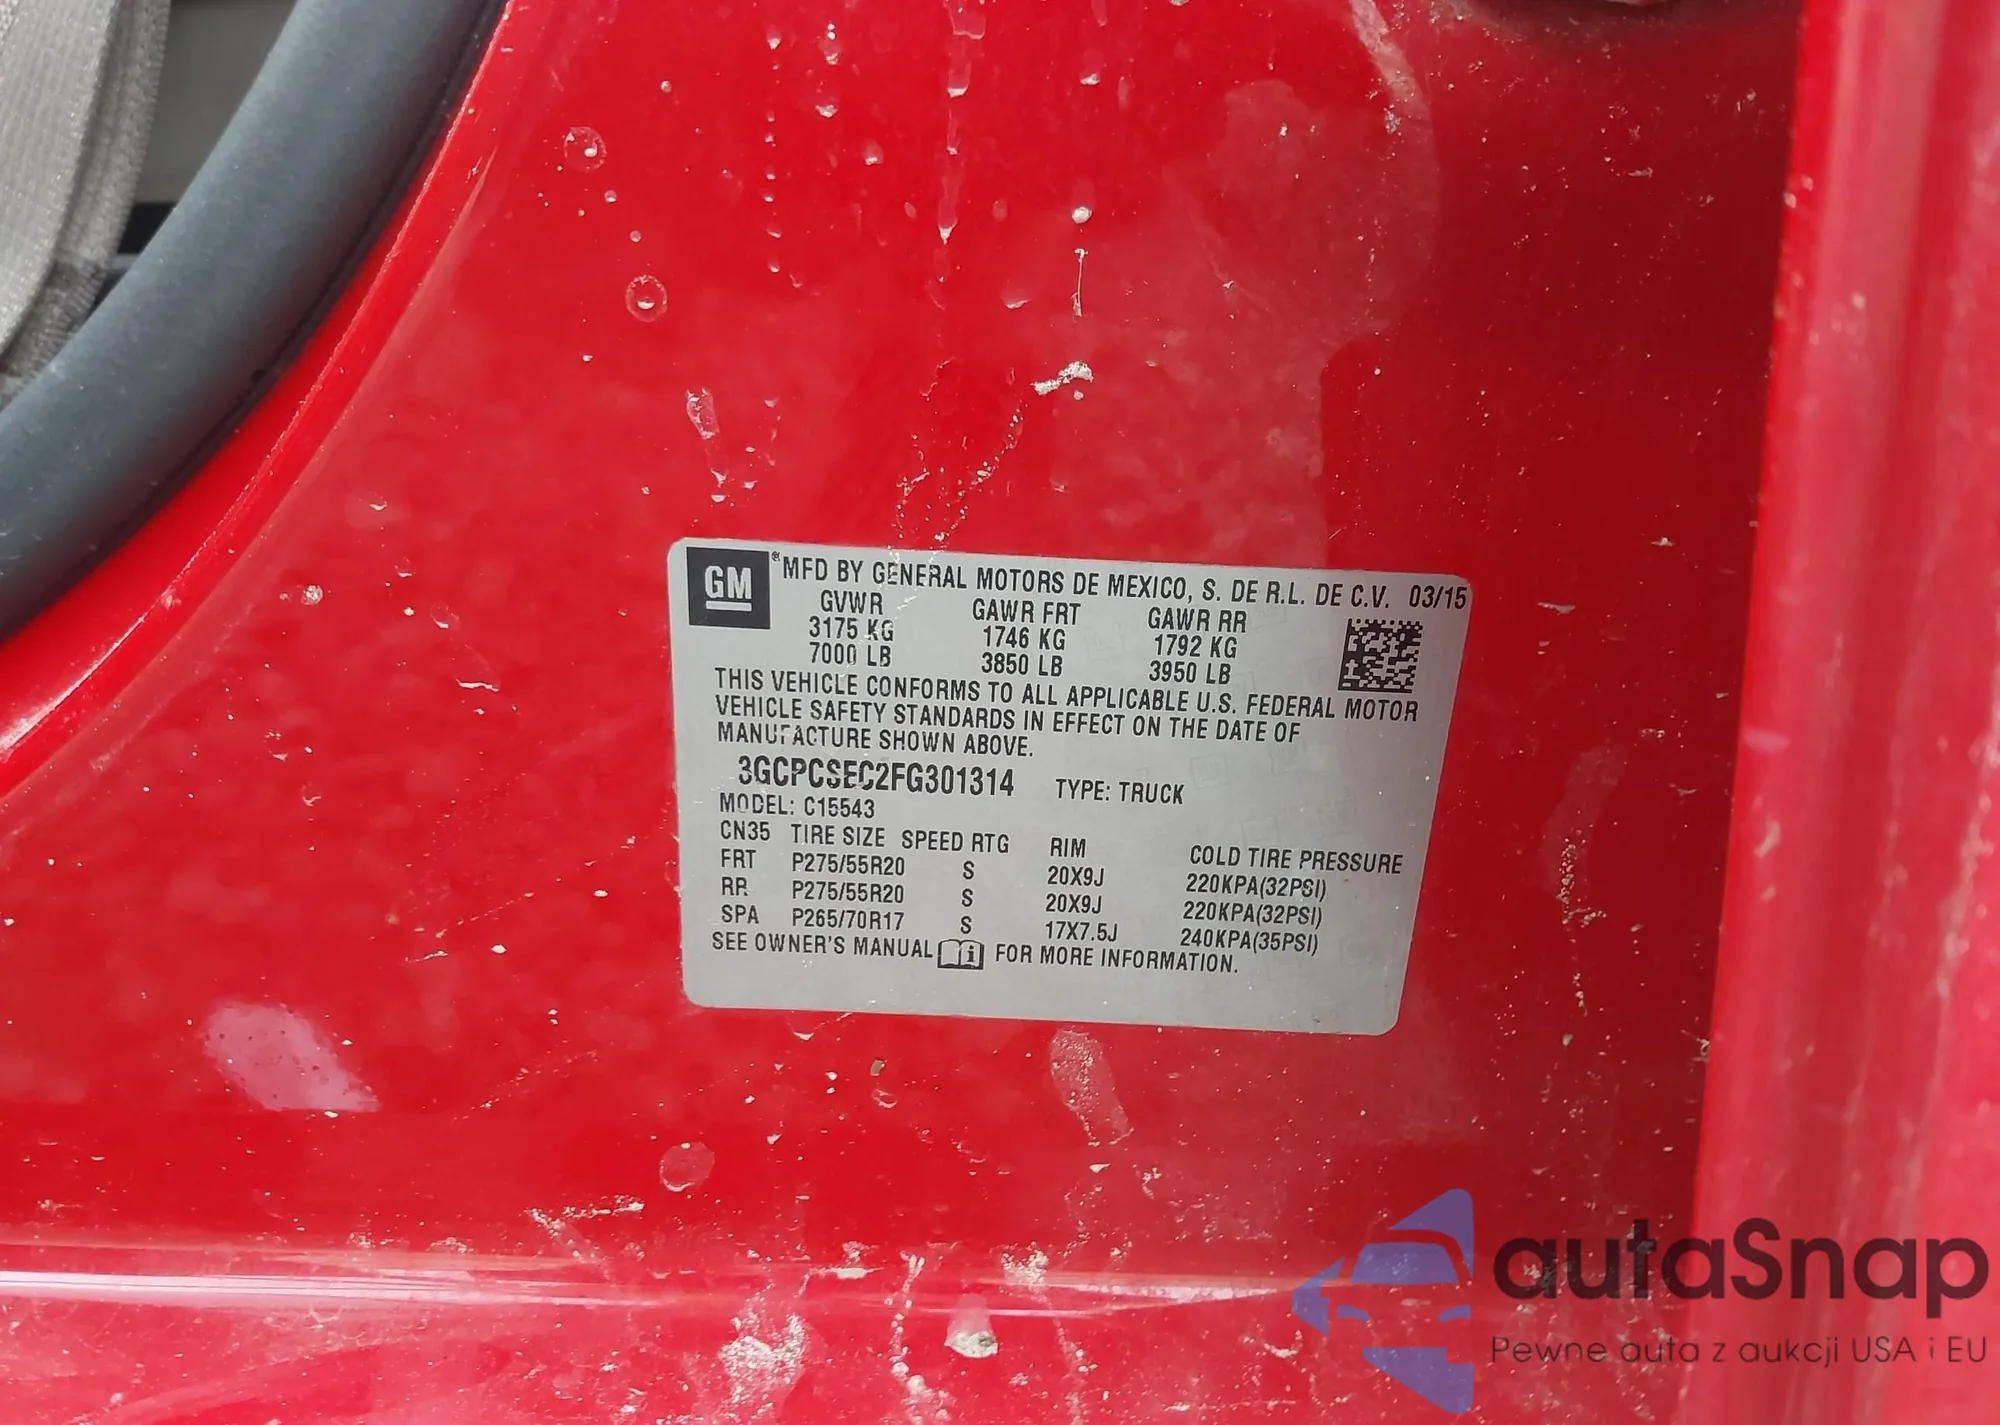 GM ® MFD BY GENERAL MOTORS DE MEXICO, S. DE R.L. DE C.V. 03/15
GVWR GAWR FRT GAWR RR
3175 KG 1746 KG 1792 KG
7000 LB 3850 LB 3950 LB
THIS VEHICLE CONFORMS TO ALL APPLICABLE U.S. FEDERAL MOTOR
VEHICLE SAFETY STANDARDS IN EFFECT ON THE DATE OF
MANUFACTURE SHOWN ABOVE.
3GCPCSEC2FG301314 TYPE: TRUCK
MODEL: C15543
CN35 TIRE SIZE SPEED RTG RIM COLD TIRE PRESSURE
FRT P275/55R20 S 20X9J 220KPA(32PSI)
RR P275/55R20 S 20X9J 220KPA(32PSI)
SPA P265/70R17 S 17X7.5J 240KPA(35PSI)
SEE OWNER'S MANUAL i FOR MORE INFORMATION.
autaSnap
Pewne auta z aukcji USA i EU